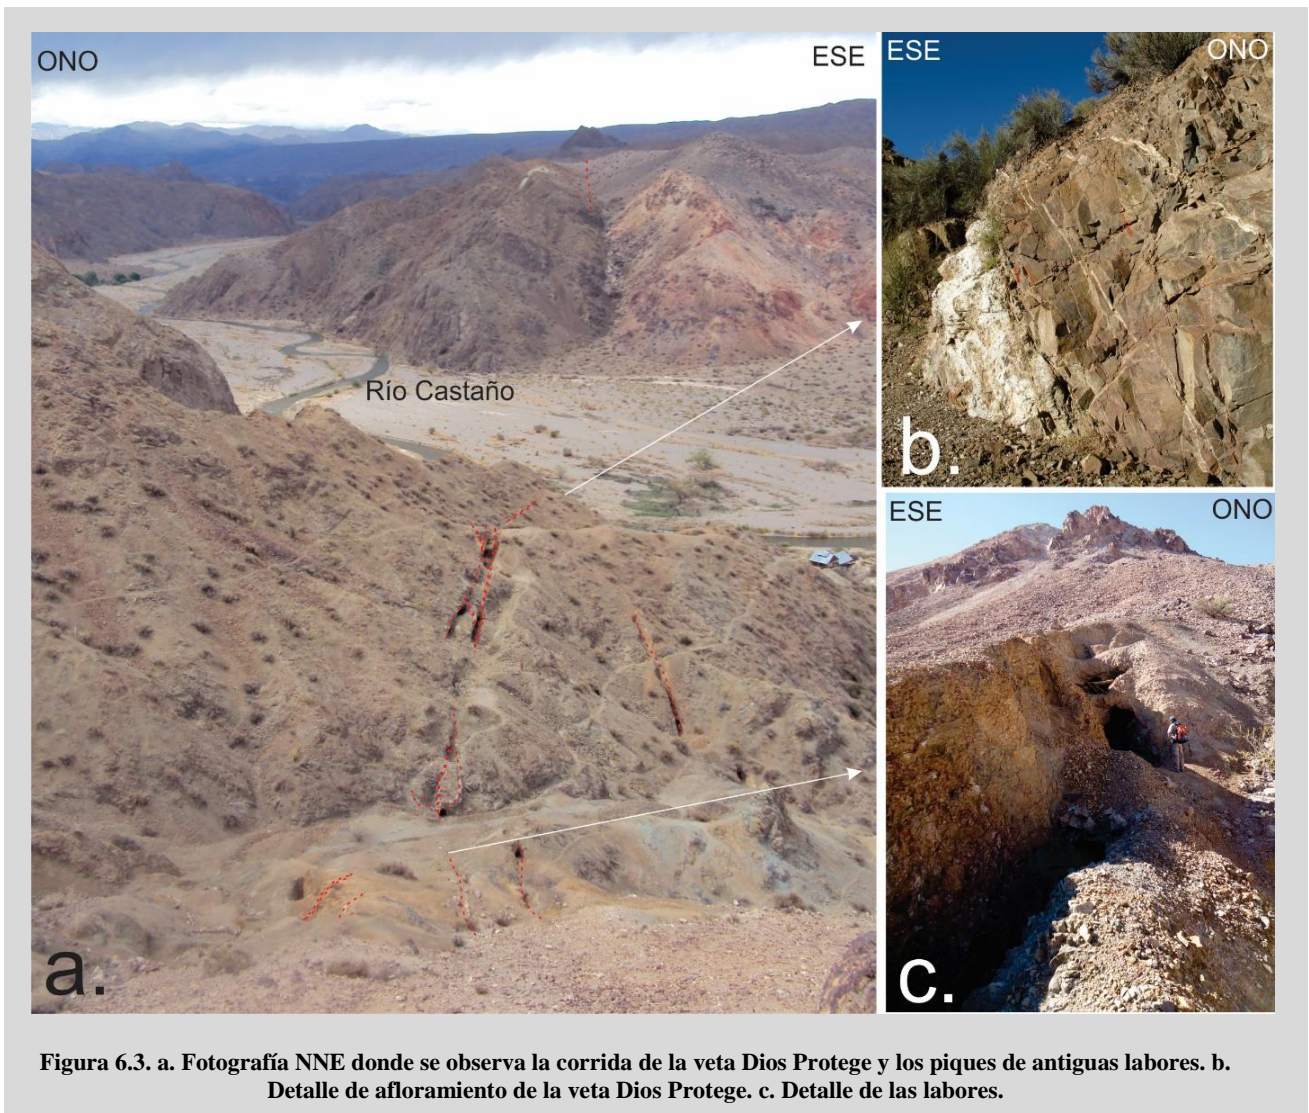 ONO
ESE
Río Castaño
a.
ESE
ONO
b.
ESE
ONO
c.
Figura 6.3. a. Fotografía NNE donde se observa la corrida de la veta Dios Protege y los piques de antiguas labores. b.
Detalle de afloramiento de la veta Dios Protege. c. Detalle de las labores.